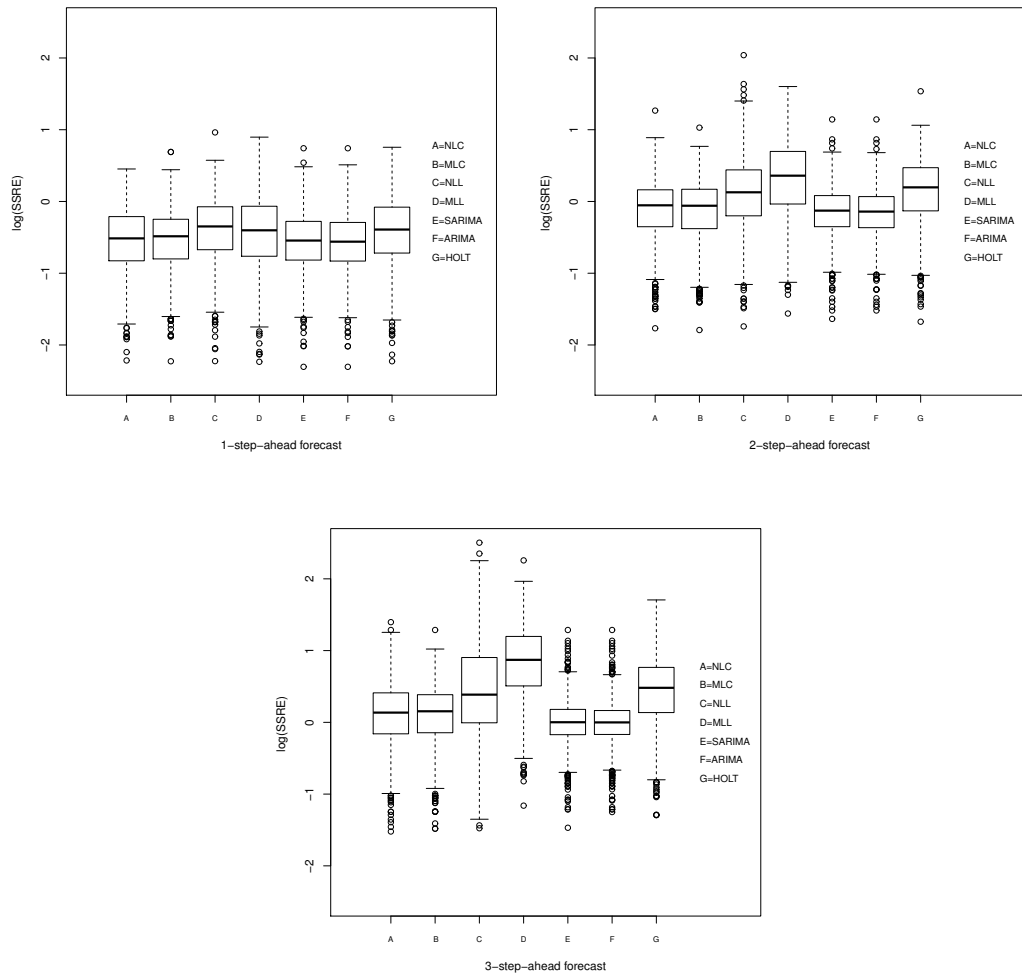 log(SSRE)
2
1
0
−1
−2
A=NLC
B=MLC
C=NLL
D=MLL
E=SARIMA
F=ARIMA
G=HOLT
A B C D E F G
1−step−ahead forecast
log(SSRE)
2
1
0
−1
−2
A=NLC
B=MLC
C=NLL
D=MLL
E=SARIMA
F=ARIMA
G=HOLT
A B C D E F G
2−step−ahead forecast
log(SSRE)
2
1
0
−1
−2
A=NLC
B=MLC
C=NLL
D=MLL
E=SARIMA
F=ARIMA
G=HOLT
A B C D E F G
3−step−ahead forecast